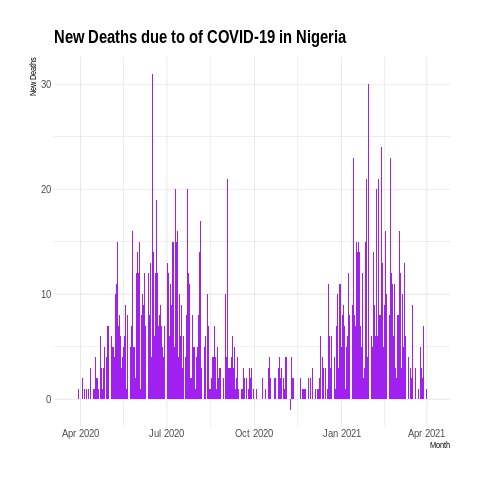 New Deaths due to of COVID-19 in Nigeria
New Deaths
30
20
10
0
Apr 2020 Jul 2020 Oct 2020 Jan 2021 Apr 2021
Month